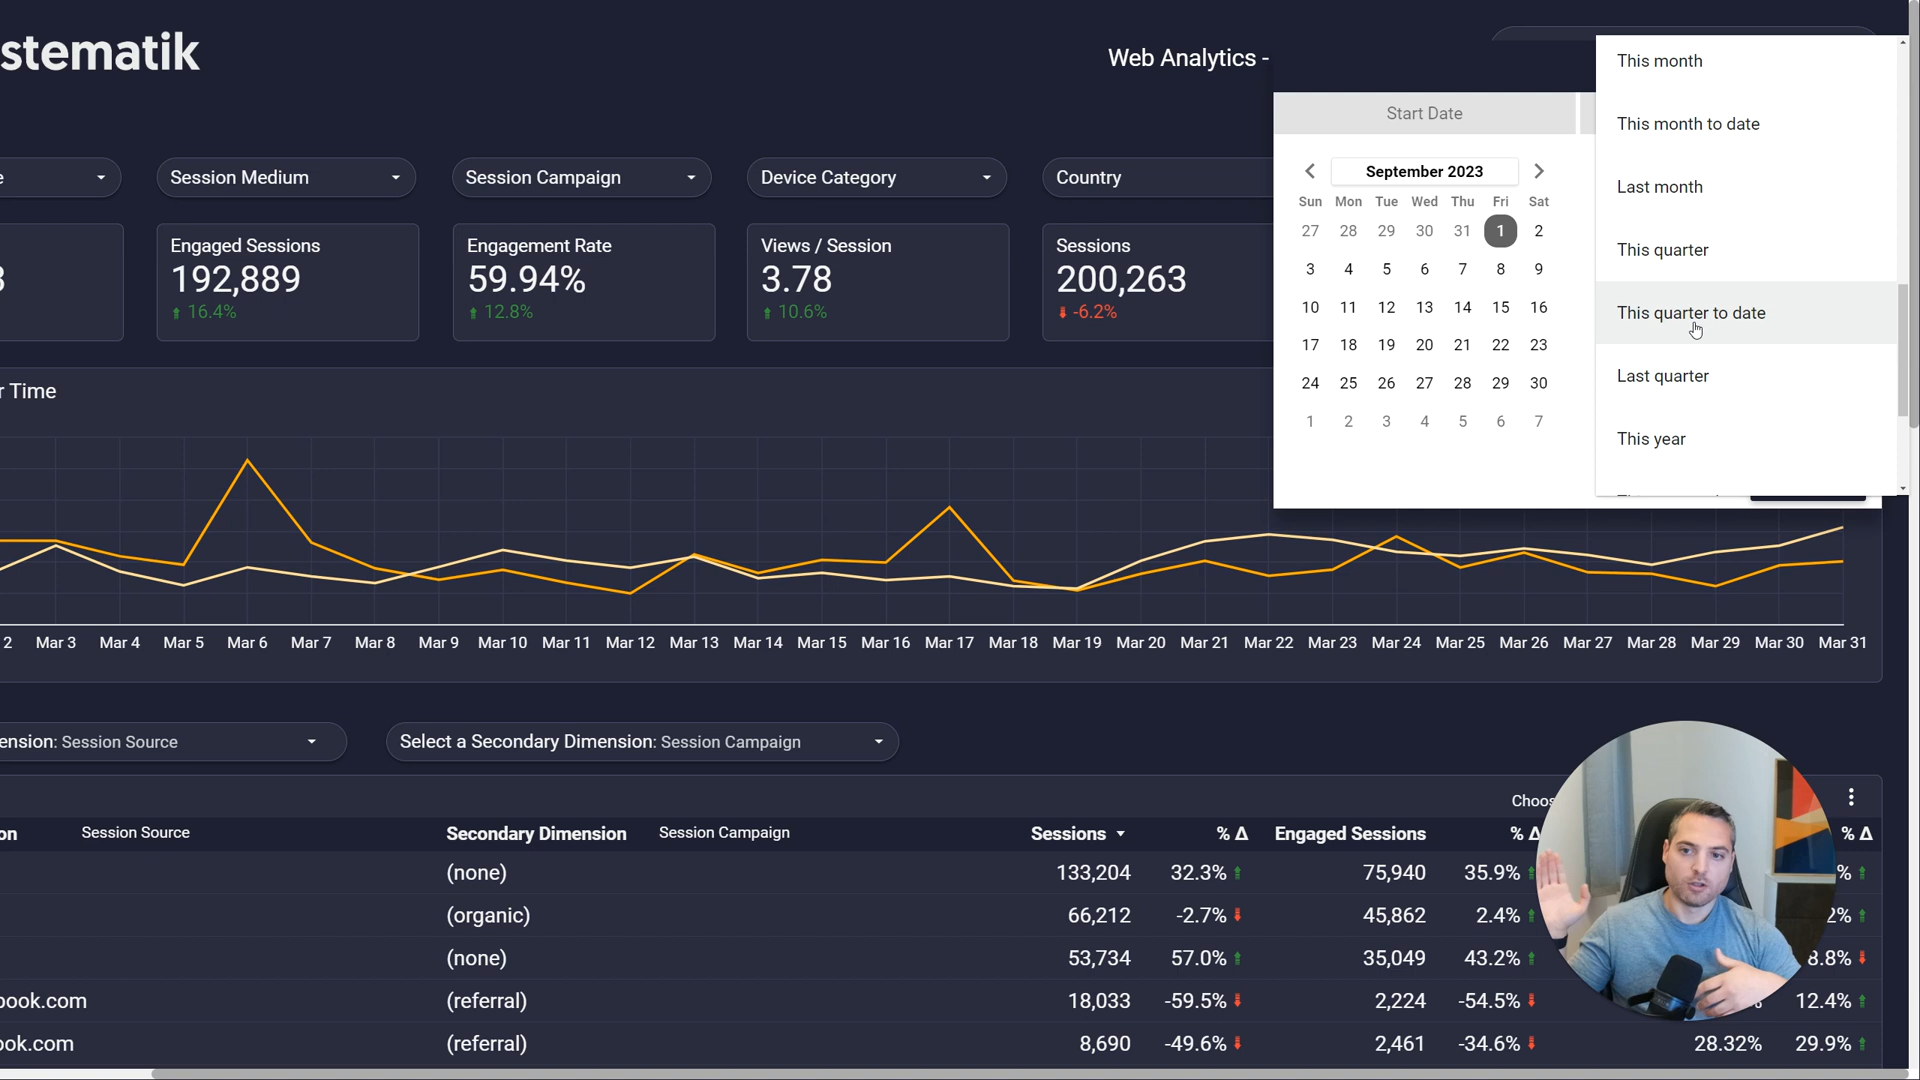 stematik
Web Analytics -
Session Medium
Session Campaign
Device Category
Country
Engaged Sessions
192,889
16.4%
Engagement Rate
59.94%
12.8%
Views / Session
3.78
10.6%
Sessions
200,263
-6.2%
Start Date
September 2023
Sun Mon Tue Wed Thu Fri Sat
27 28 29 30 31 1 2
3 4 5 6 7 8 9
10 11 12 13 14 15 16
17 18 19 20 21 22 23
24 25 26 27 28 29 30
1 2 3 4 5 6 7
This month
This month to date
Last month
This quarter
This quarter to date
Last quarter
This year
r Time
2 Mar 3 Mar 4 Mar 5 Mar 6 Mar 7 Mar 8 Mar 9 Mar 10 Mar 11 Mar 12 Mar 13 Mar 14 Mar 15 Mar 16 Mar 17 Mar 18 Mar 19 Mar 20 Mar 21 Mar 22 Mar 23 Mar 24 Mar 25 Mar 26 Mar 27 Mar 28 Mar 29 Mar 30 Mar 31
ension: Session Source
Select a Secondary Dimension: Session Campaign
Choos
on Session Source Secondary Dimension Session Campaign Sessions % Δ Engaged Sessions % Δ % Δ
(none) 133,204 32.3% 75,940 35.9% %
(organic) 66,212 -2.7% 45,862 2.4% 2%
(none) 53,734 57.0% 35,049 43.2% 8.8%
book.com (referral) 18,033 -59.5% 2,224 -54.5% 12.4%
ok.com (referral) 8,690 -49.6% 2,461 -34.6% 28.32% 29.9%